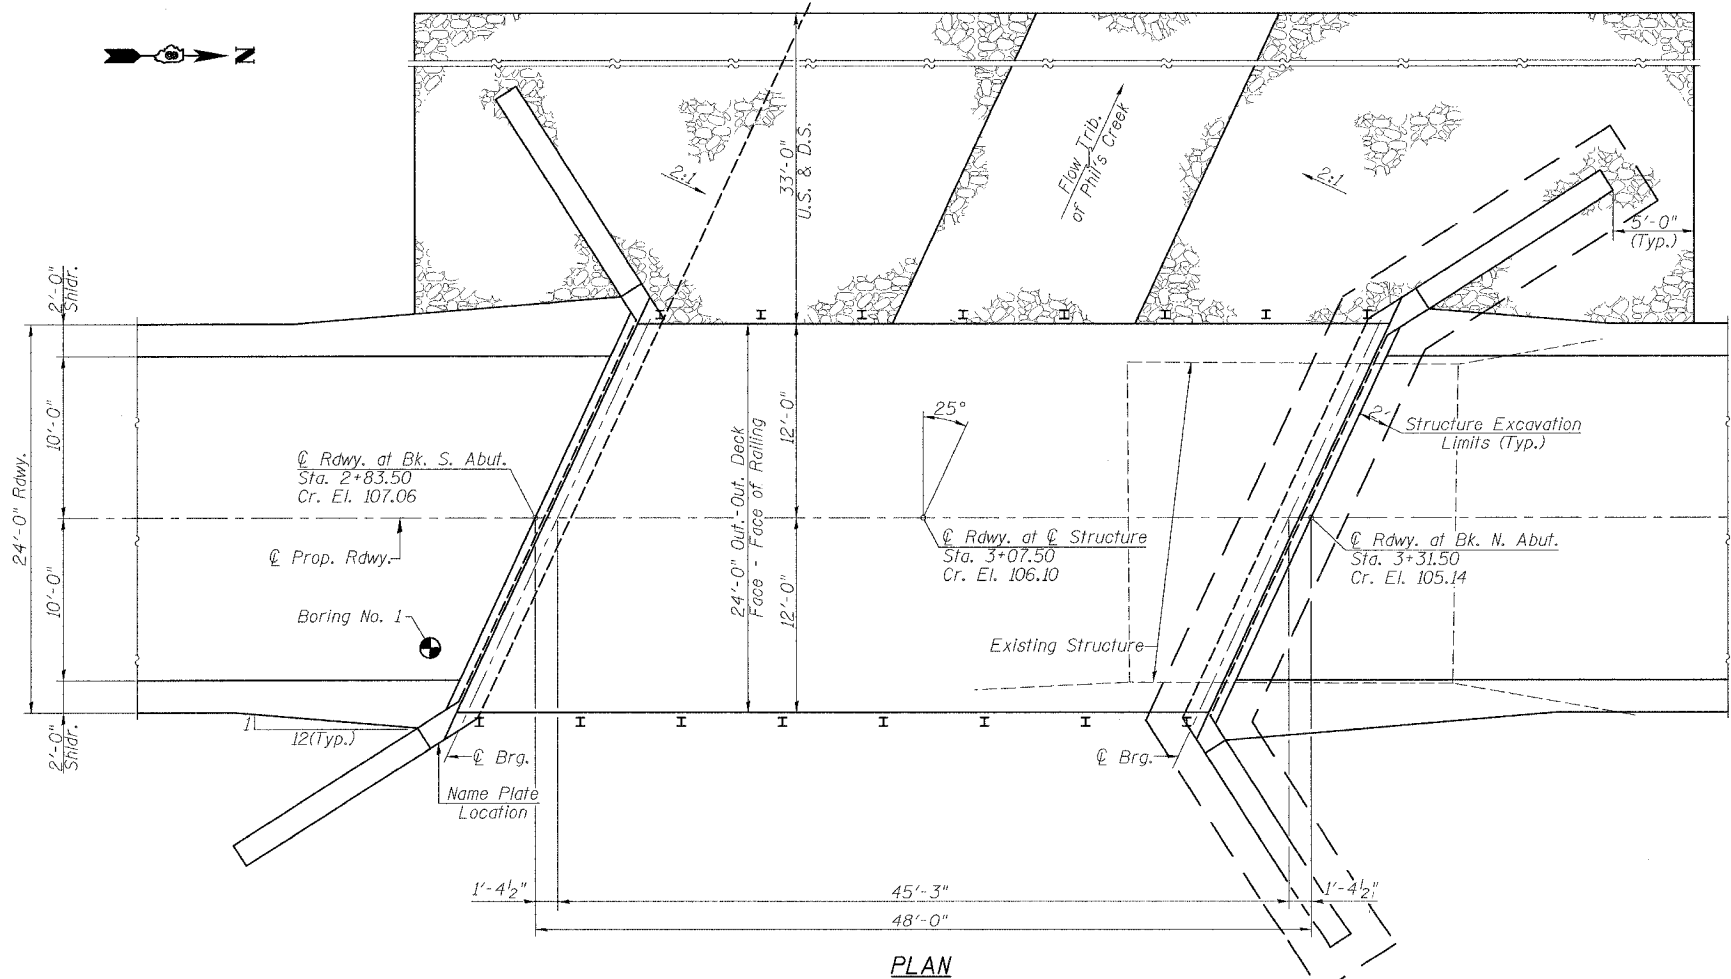 N
2'-0"
Shldr.
24'-0" Rdwy.
10'-0"
10'-0"
2'-0"
Shldr.
33'-0"
U.S. & D.S.
2:1
Flow Trib.
of Phil's Creek
2:1
5'-0"
(Typ.)
℄ Rdwy. at Bk. S. Abut.
Sta. 2+83.50
Cr. El. 107.06
℄ Prop. Rdwy.
Boring No. 1
24'-0" Out.-Out. Deck
Face - Face of Railing
12'-0"
12'-0"
25°
℄ Rdwy. at ℄ Structure
Sta. 3+07.50
Cr. El. 106.10
2'
Structure Excavation
Limits (Typ.)
℄ Rdwy. at Bk. N. Abut.
Sta. 3+31.50
Cr. El. 105.14
Existing Structure
1
12(Typ.)
℄ Brg.
℄ Brg.
Name Plate
Location
1'-4½"
45'-3"
1'-4½"
48'-0"
PLAN